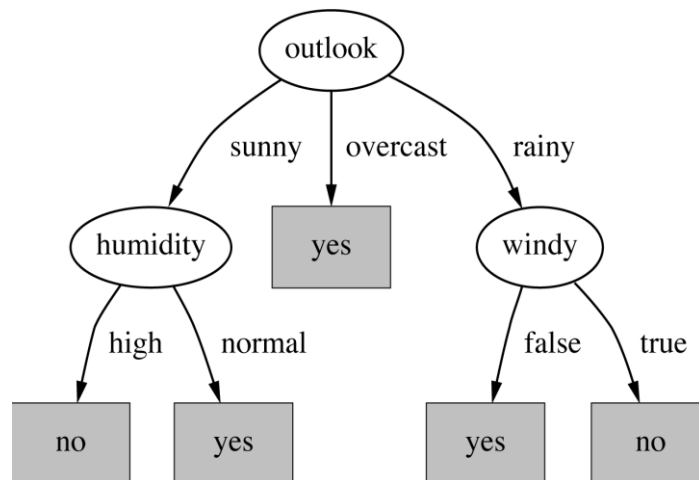 outlook
sunny overcast rainy
humidity yes windy
high normal false true
no yes yes no